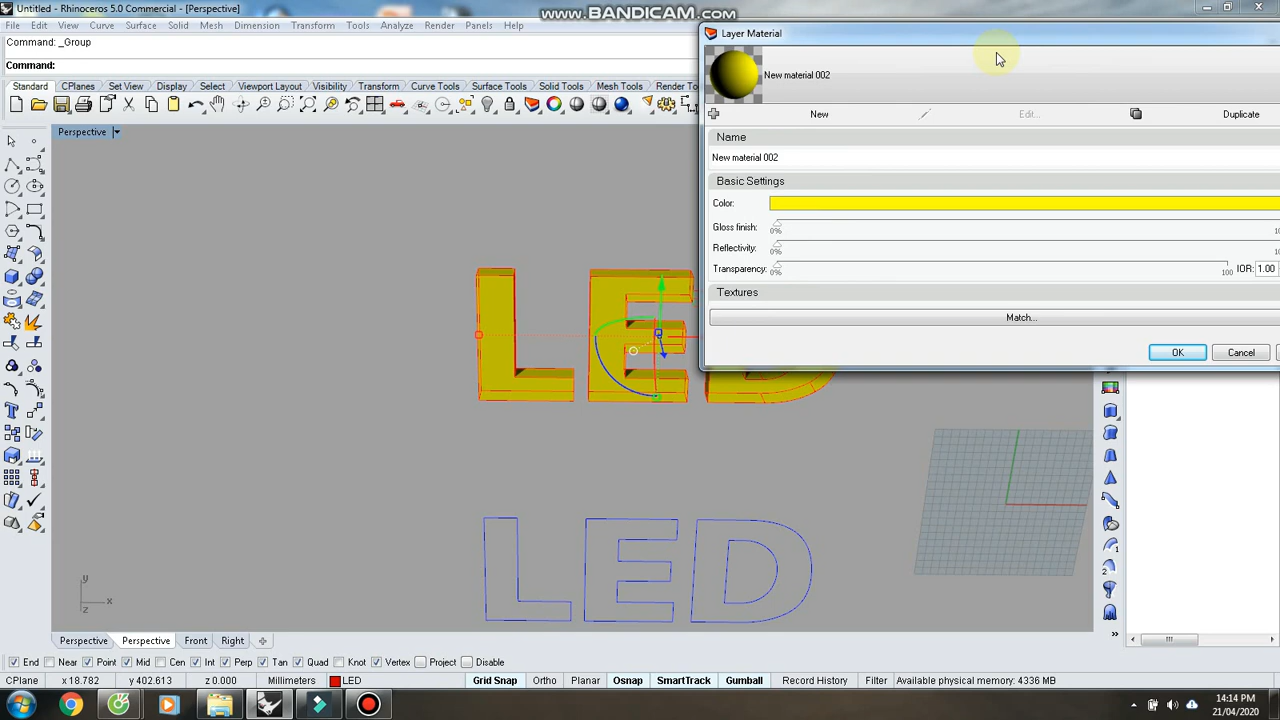 Untitled - Rhinoceros 5.0 Commercial - [Perspective]
www.BANDICAM.com
File Edit View Curve Surface Solid Mesh Dimension Transform Tools Analyze Render Panels Help
Command: _Group
Command:
Standard CPlanes Set View Display Select Viewport Layout Visibility Transform Curve Tools Surface Tools Solid Tools Mesh Tools Render To
Perspective
Layer Material
New material 002
New Edit... Duplicate
Name
New material 002
Basic Settings
Color:
Gloss finish: 0% 10
Reflectivity: 0% 10
Transparency: 0% 100 IOR: 1.00
Textures
Match...
OK Cancel
LED
LED
y
z x
Perspective Perspective Front Right
End Near Point Mid Cen Int Perp Tan Quad Knot Vertex Project Disable
CPlane x 18.782 y 402.613 z 0.000 Millimeters LED Grid Snap Ortho Planar Osnap SmartTrack Gumball Record History Filter Available physical memory: 4336 MB
14:14 PM
21/04/2020